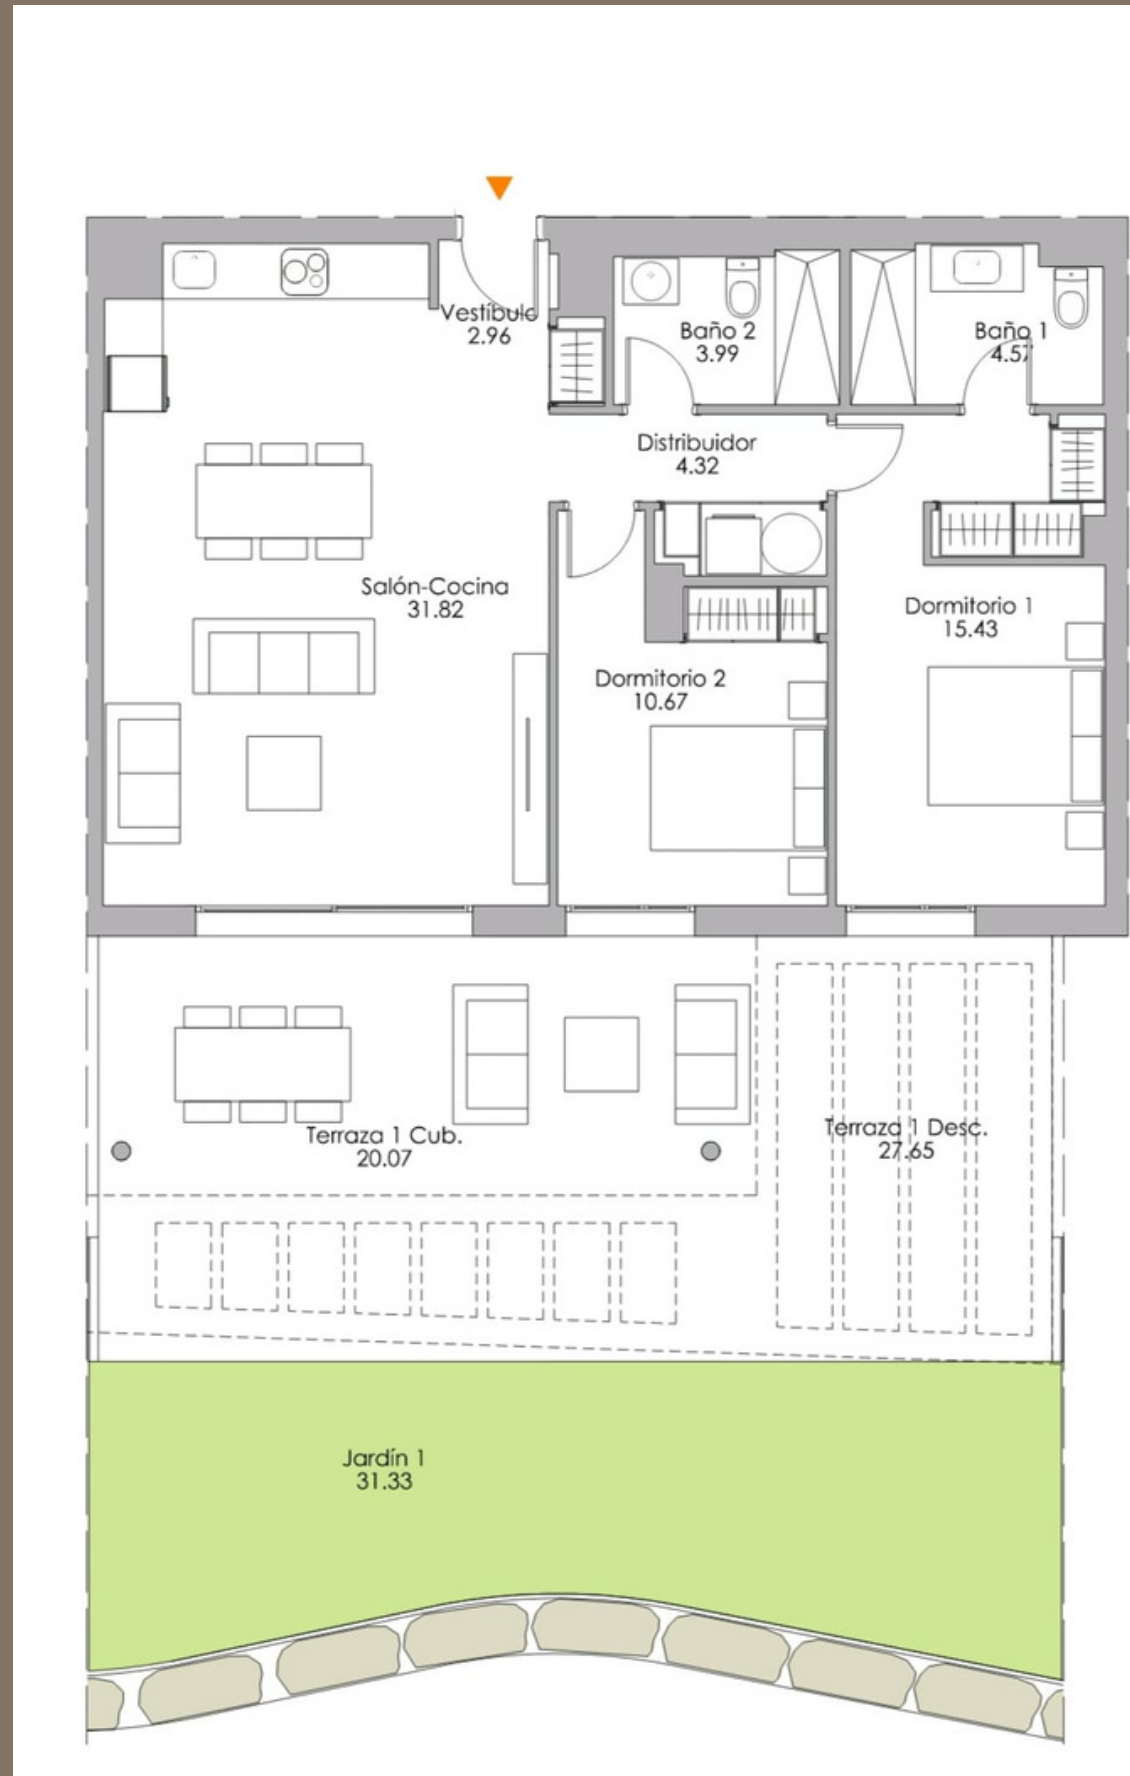 Vestíbulo
2.96
Baño 2
3.99
Baño 1
4.57
Distribuidor
4.32
Salón-Cocina
31.82
Dormitorio 1
15.43
Dormitorio 2
10.67
Terraza 1 Cub.
20.07
Terraza 1 Desc.
27.65
Jardín 1
31.33